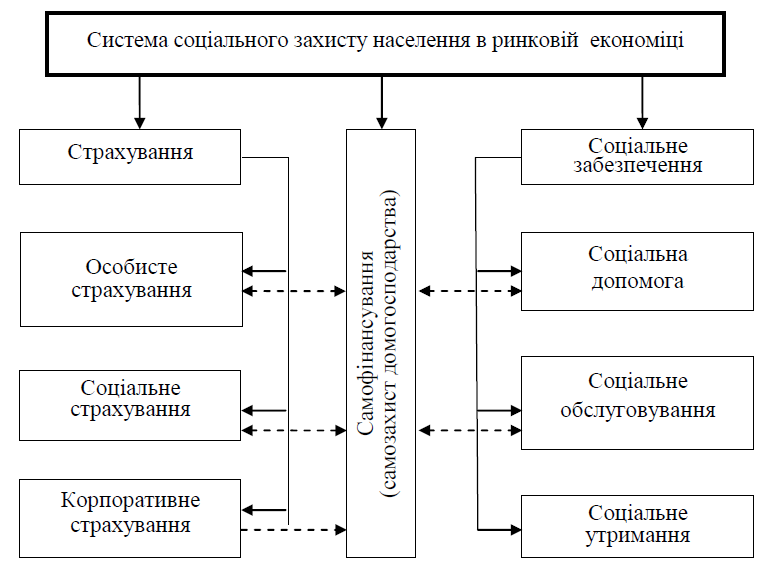 Система соціального захисту населення в ринковій економіці
Страхування
Особисте
страхування
Соціальне
страхування
Корпоративне
страхування
Самофінансування
(самозахист домогосподарства)
Соціальне
забезпечення
Соціальна
допомога
Соціальне
обслуговування
Соціальне
утримання